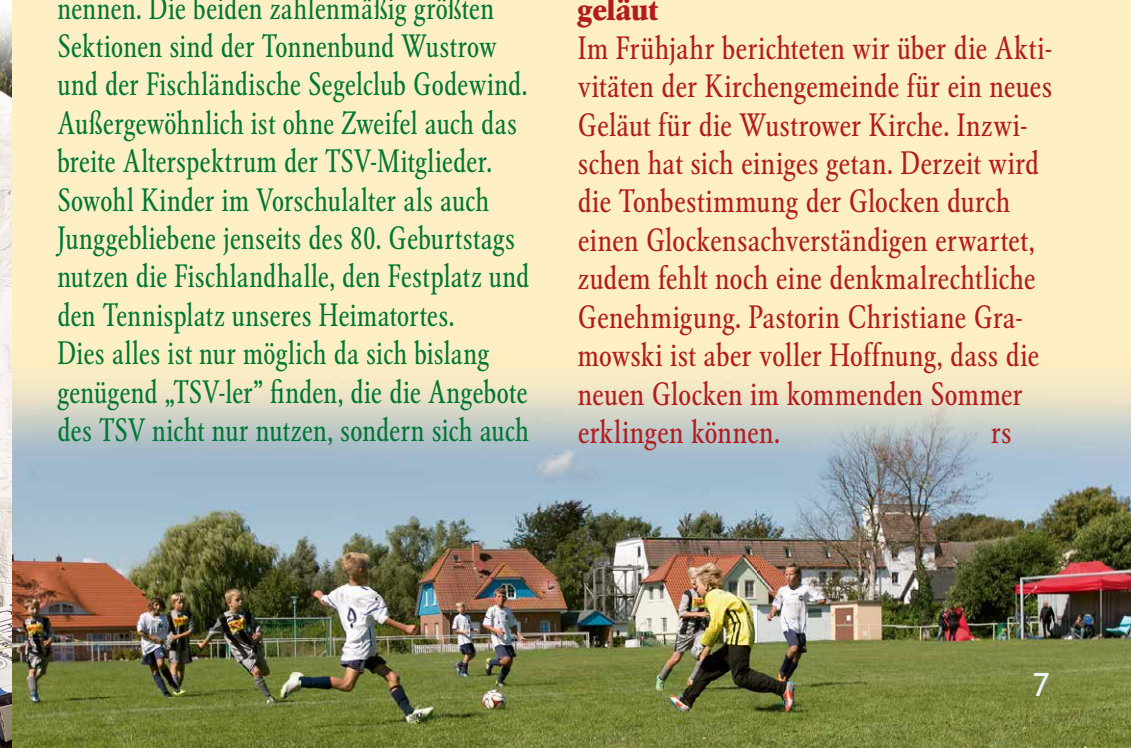 nennen. Die beiden zahlenmäßig größten
Sektionen sind der Tonnenbund Wustrow
und der Fischländische Segelclub Godewind.
Außergewöhnlich ist ohne Zweifel auch das
breite Alterspektrum der TSV-Mitglieder.
Sowohl Kinder im Vorschulalter als auch
Junggebliebene jenseits des 80. Geburtstags
nutzen die Fischlandhalle, den Festplatz und
den Tennisplatz unseres Heimatortes.
Dies alles ist nur möglich da sich bislang
genügend „TSV-ler” finden, die die Angebote
des TSV nicht nur nutzen, sondern sich auch
geläut
Im Frühjahr berichteten wir über die Akti-
vitäten der Kirchengemeinde für ein neues
Geläut für die Wustrower Kirche. Inzwi-
schen hat sich einiges getan. Derzeit wird
die Tonbestimmung der Glocken durch
einen Glockensachverständigen erwartet,
zudem fehlt noch eine denkmalrechtliche
Genehmigung. Pastorin Christiane Gra-
mowski ist aber voller Hoffnung, dass die
neuen Glocken im kommenden Sommer
erklingen können. rs
9
7